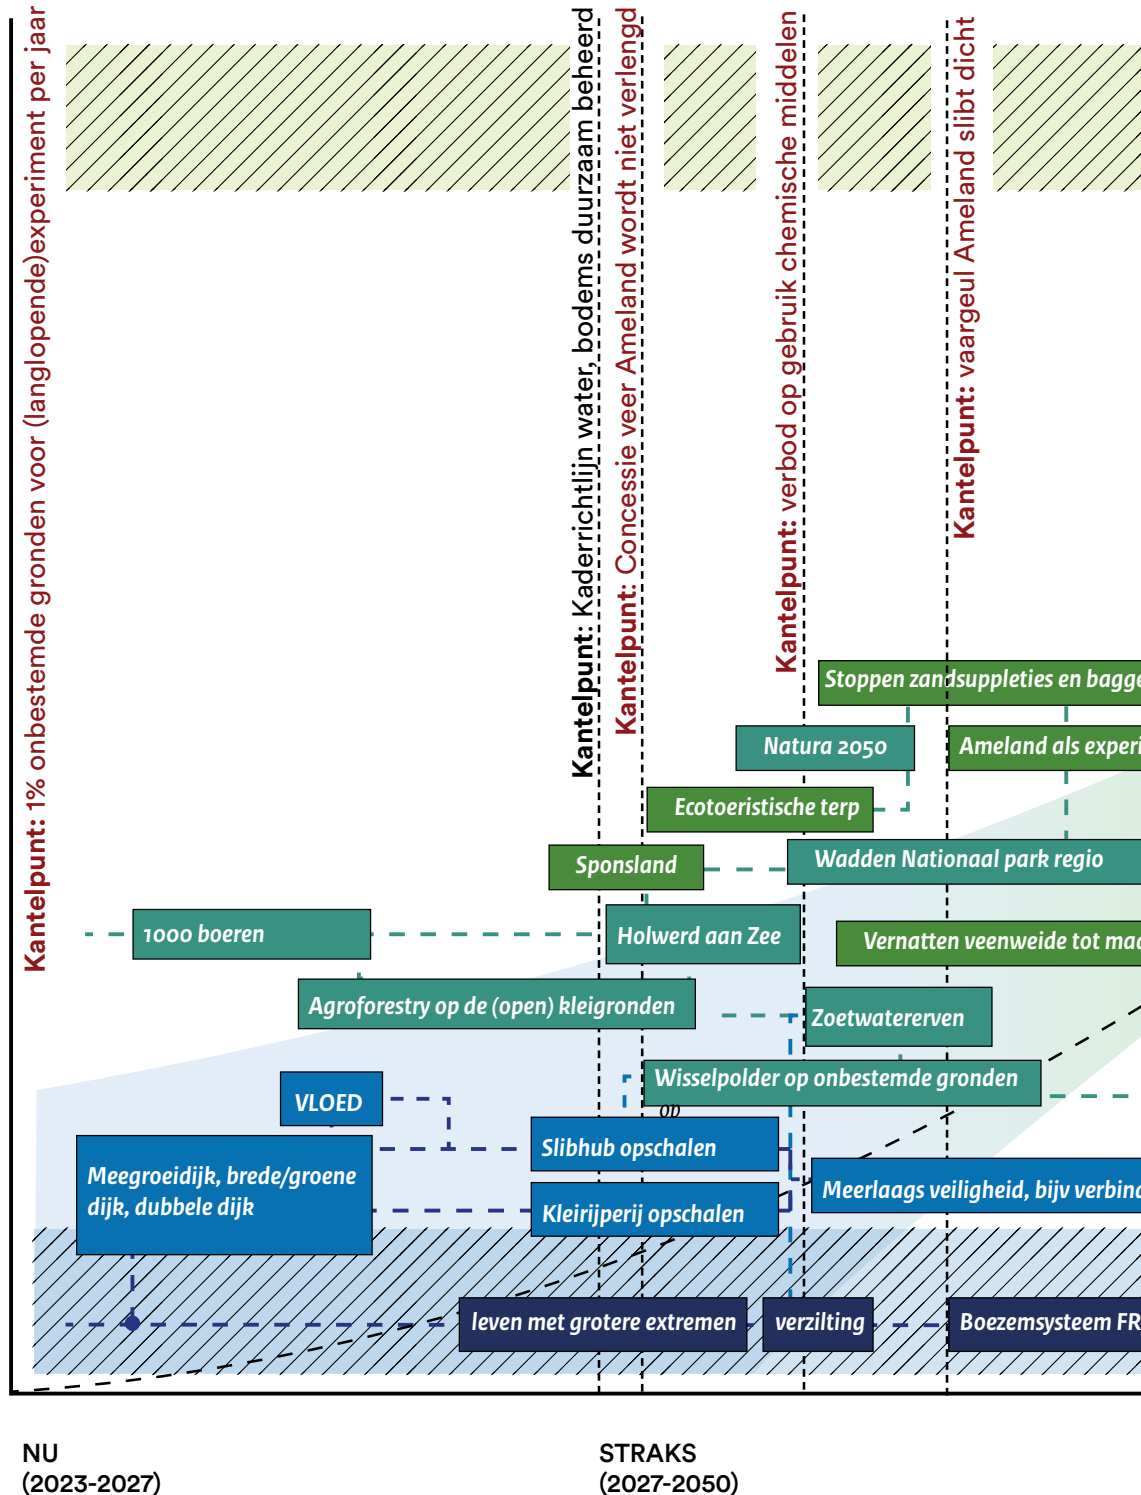 Kantelpunt: 1% onbestemde gronden voor (langlopende)experiment per jaar
Kantelpunt: Kaderrichtlijn water, bodems duurzaam beheerd
Kantelpunt: Concessie veer Ameland wordt niet verlengd
Kantelpunt: verbod op gebruik chemische middelen
Kantelpunt: vaargeul Ameland slibt dicht
Stoppen zandsuppleties en bagge
Natura 2050
Ameland als experi
Ecotoeristische terp
Sponsland
Wadden Nationaal park regio
1000 boeren
Holwerd aan Zee
Vernatten veenweide tot maa
Agroforestry op de (open) kleigronden
Zoetwatererven
Wisselpolder op onbestemde gronden
op
VLOED
Slibhub opschalen
Meegroeidijk, brede/groene
dijk, dubbele dijk
Meerlaags veiligheid, bijv verbind
Kleirijperij opschalen
leven met grotere extremen
verzilting
Boezemsysteem FR
NU
(2023-2027)
STRAKS
(2027-2050)